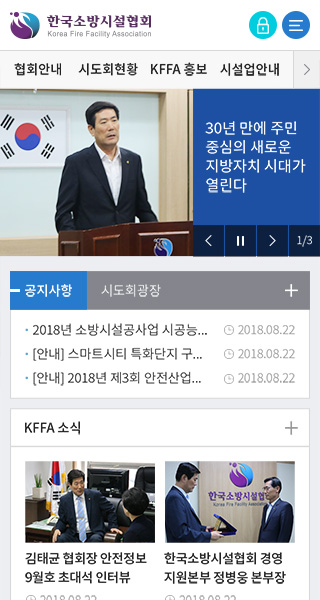 한국소방시설협회
Korea Fire Facility Association
협회안내 시도회현황 KFFA 홍보 시설업안내
30년 만에 주민
중심의 새로운
지방자치 시대가
열린다
1/3
공지사항 시도회광장
· 2018년 소방시설공사업 시공능... 2018.08.22
· [안내] 스마트시티 특화단지 구... 2018.08.22
· [안내] 2018년 제3회 안전산업... 2018.08.22
KFFA 소식
한국소방시설협회
김태균 협회장 안전정보
9월호 초대석 인터뷰
한국소방시설협회 경영
지원본부 정병웅 본부장
2018.08.22 2018.08.22